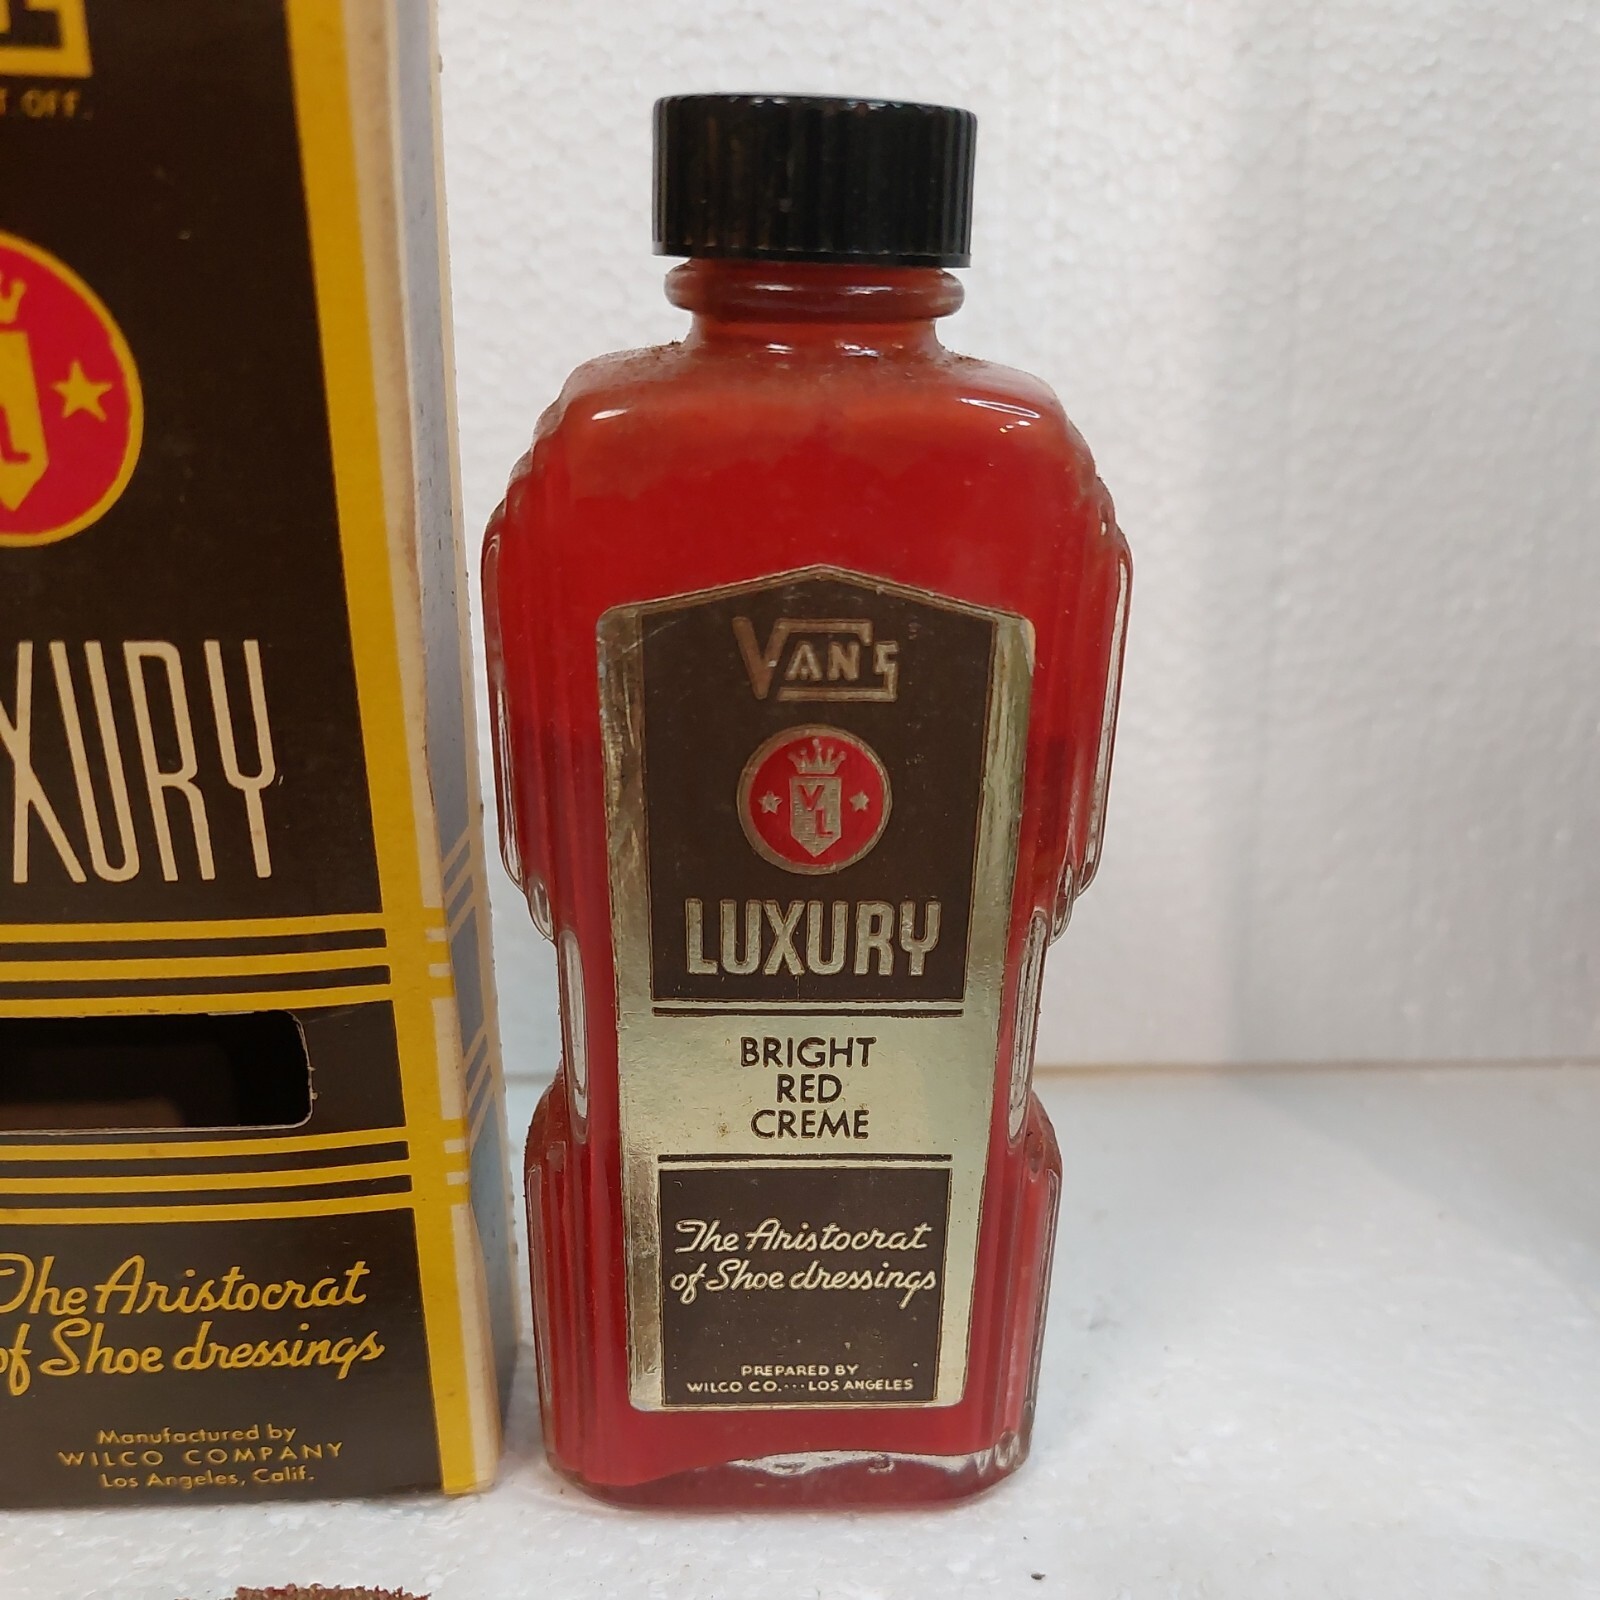 T. OFF.
L
XURY
The Aristocrat
of Shoe dressings
Manufactured by
WILCO COMPANY
Los Angeles, Calif.
VAN'S
VL
LUXURY
BRIGHT
RED
CREME
The Aristocrat
of Shoe dressings
PREPARED BY
WILCO CO.···LOS ANGELES